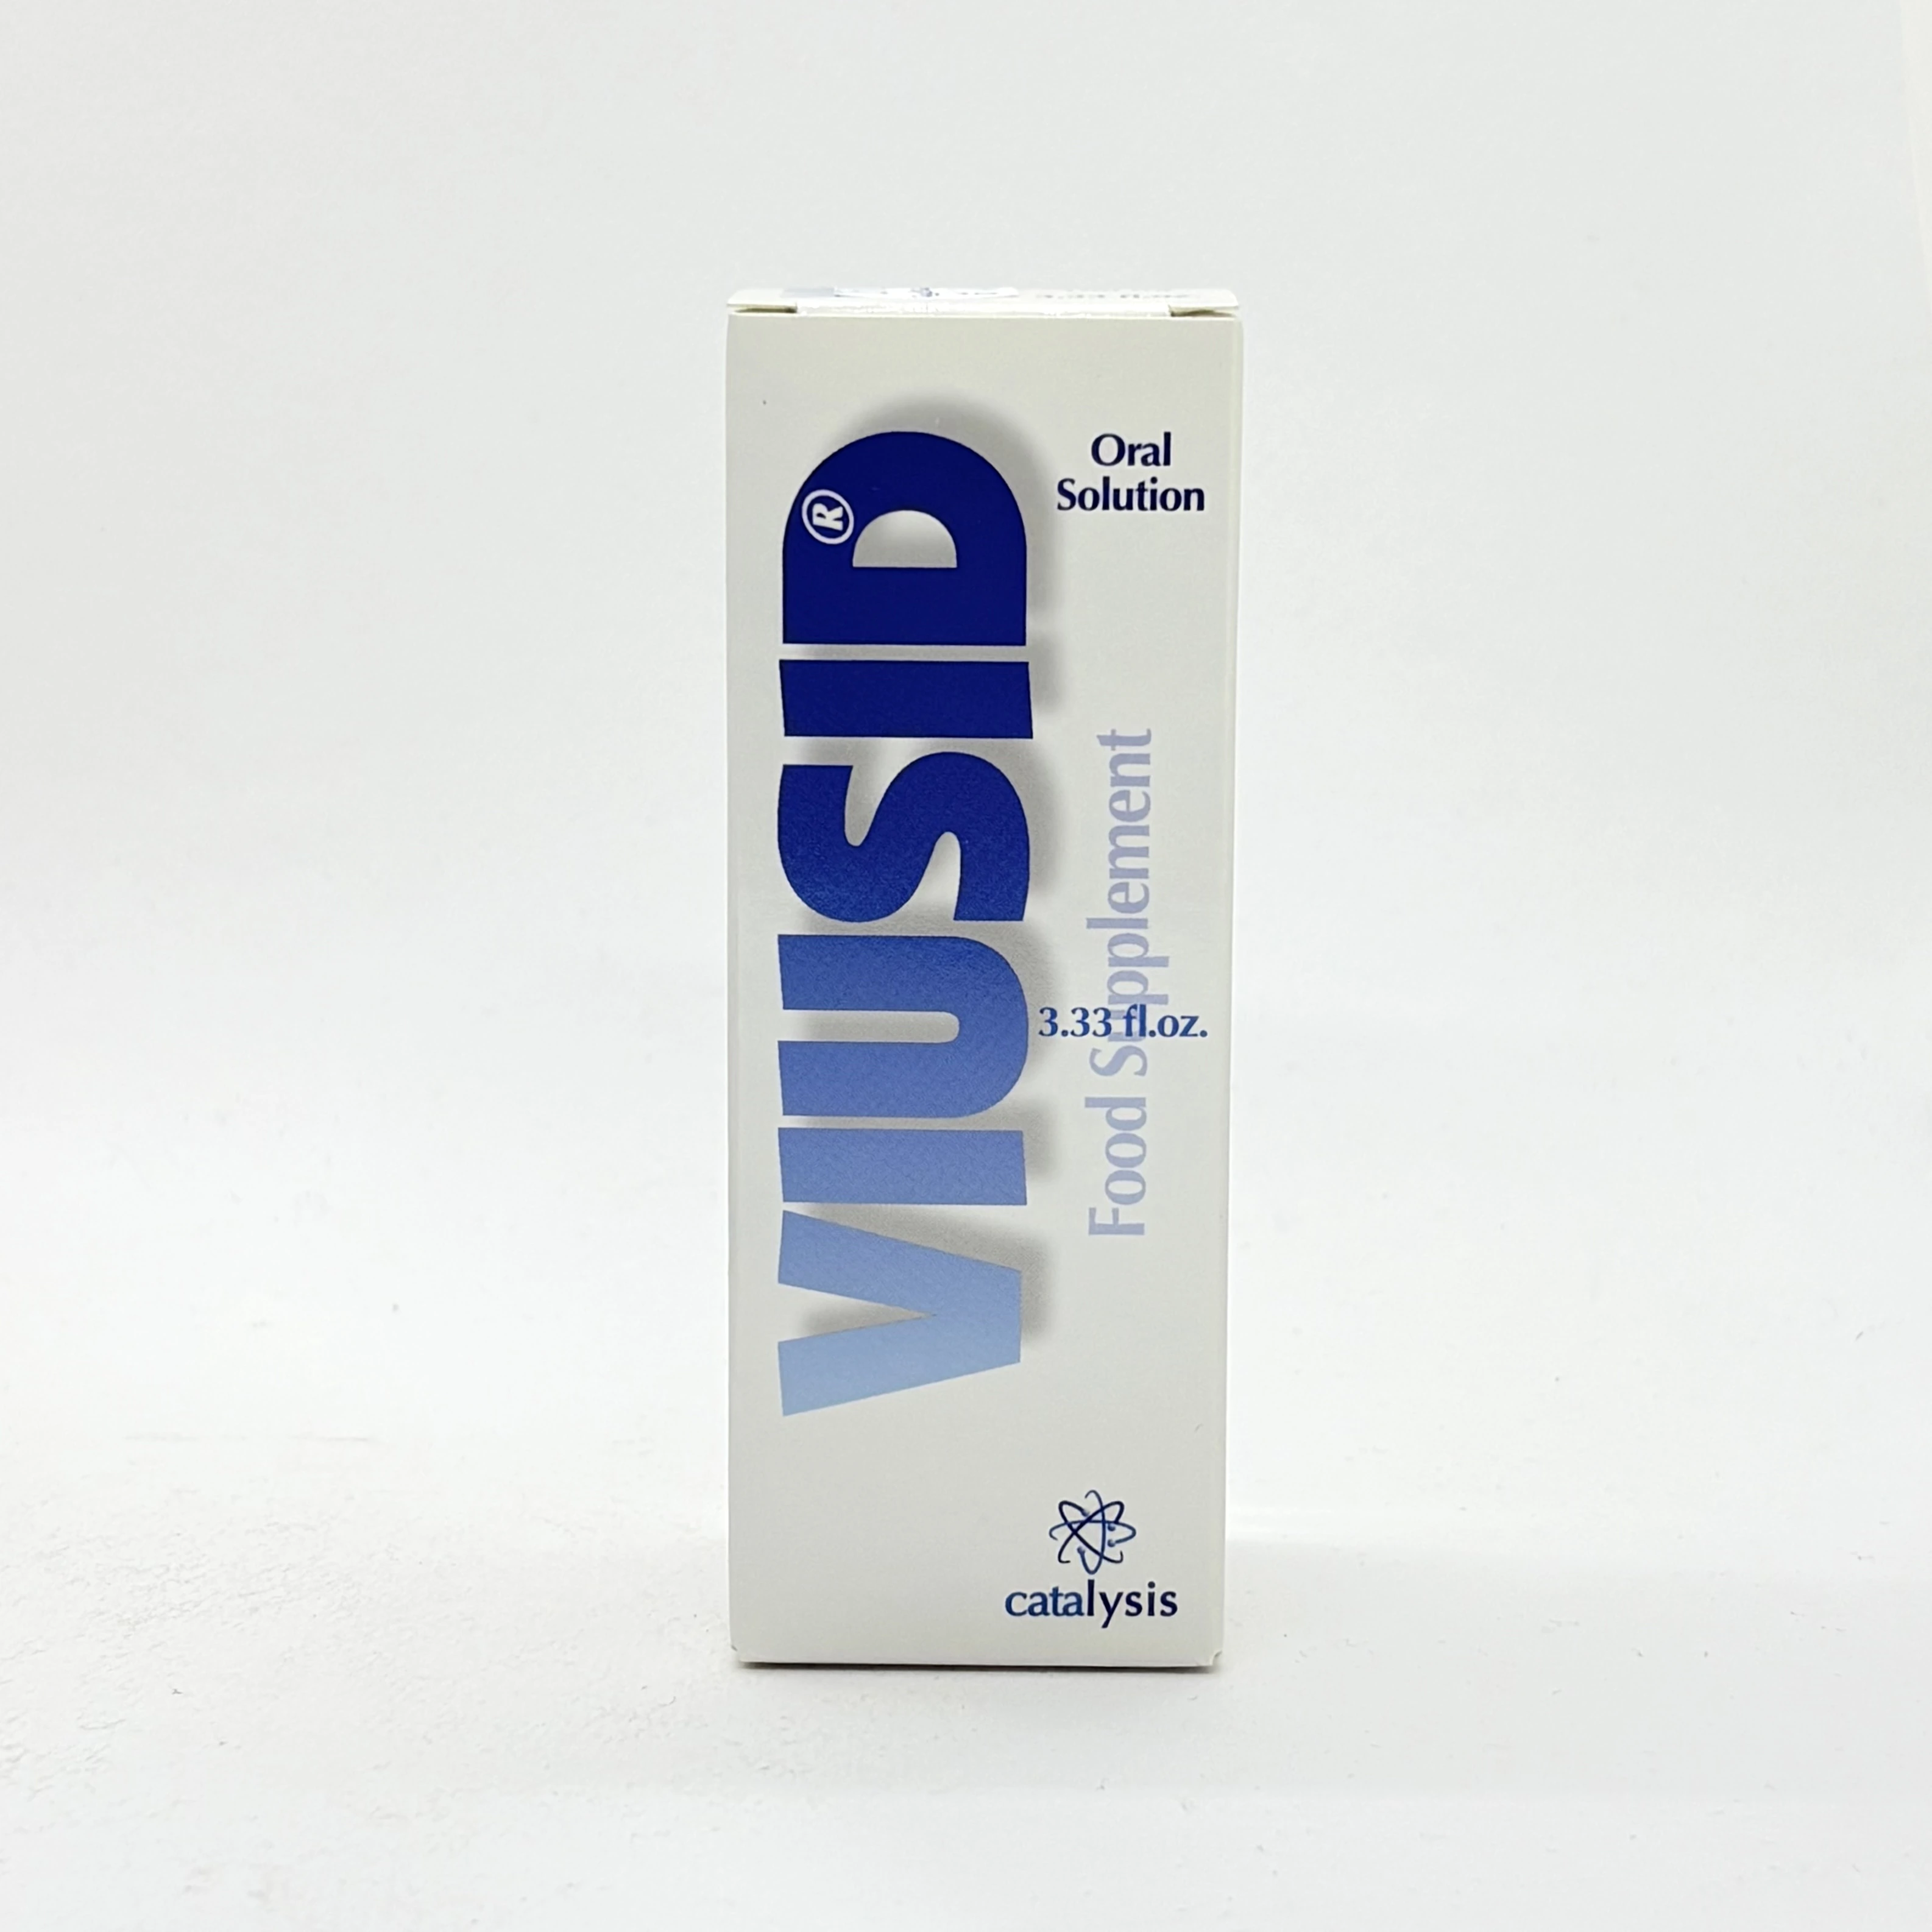 VIUSID®
Oral
Solution
Food Supplement
3.33 fl.oz.
catalysis